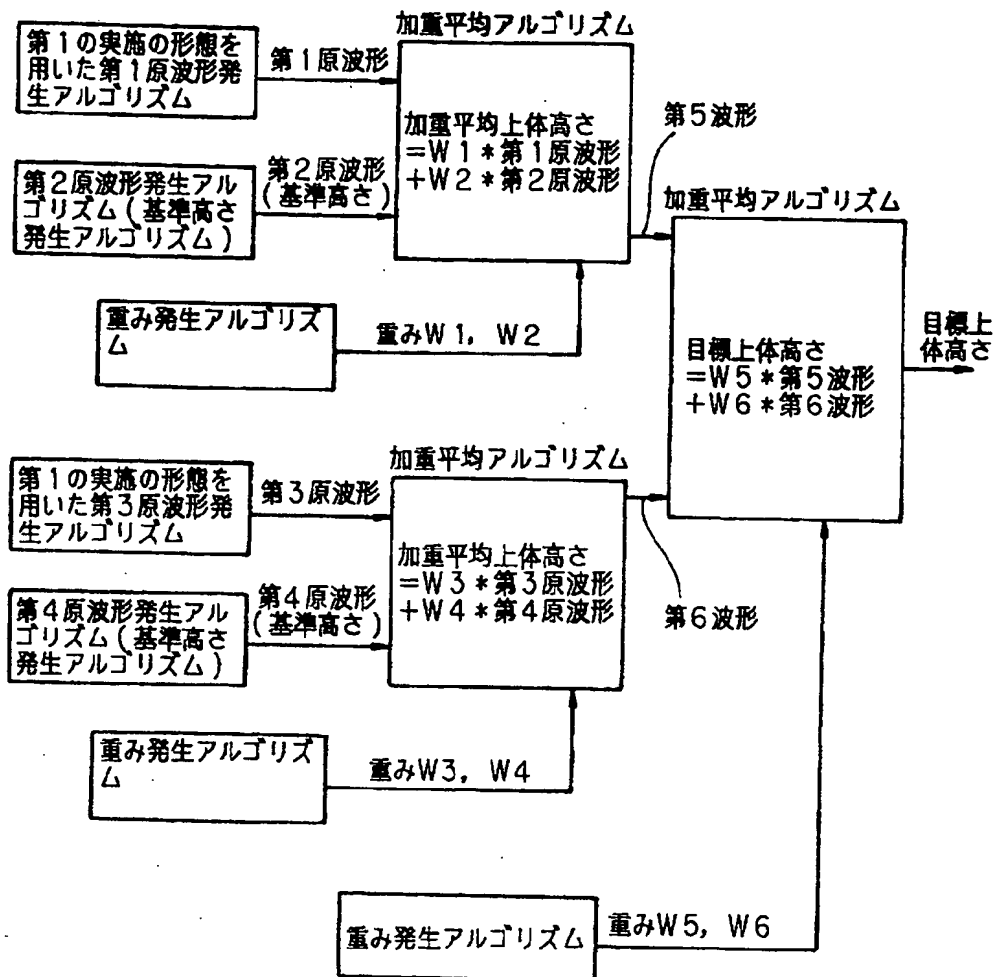 加重平均アルゴリズム
第1の実施の形態を
用いた第1原波形発
生アルゴリズム
第1原波形
加重平均上体高さ
=W1*第1原波形
+W2*第2原波形
第2原波形発生アル
ゴリズム(基準高さ
発生アルゴリズム)
第2原波形
(基準高さ)
重み発生アルゴリズ
ム
重みW1, W2
第5波形
加重平均アルゴリズム
目標上体高さ
=W5*第5波形
+W6*第6波形
目標上
体高さ
加重平均アルゴリズム
第1の実施の形態を
用いた第3原波形発
生アルゴリズム
第3原波形
加重平均上体高さ
=W3*第3原波形
+W4*第4原波形
第4原波形発生アル
ゴリズム(基準高さ
発生アルゴリズム)
第4原波形
(基準高さ)
第6波形
重み発生アルゴリズ
ム
重みW3, W4
重み発生アルゴリズム
重みW5, W6